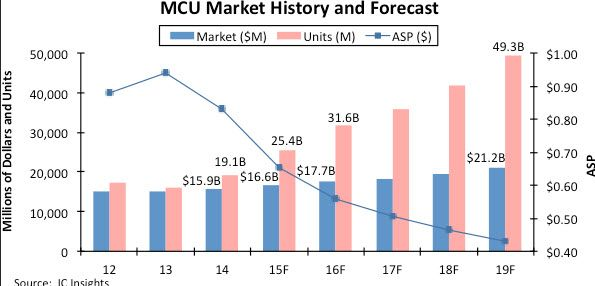 MCU Market History and Forecast
Market ($M) Units (M) ASP ($)
Millions of Dollars and Units
50,000
40,000
30,000
20,000
10,000
0
$1.00
$0.90
$0.80
$0.70
$0.60
$0.50
$0.40
ASP
$15.9B
19.1B
$16.6B
25.4B
$17.7B
31.6B
$21.2B
49.3B
12 13 14 15F 16F 17F 18F 19F
Source: IC Insights